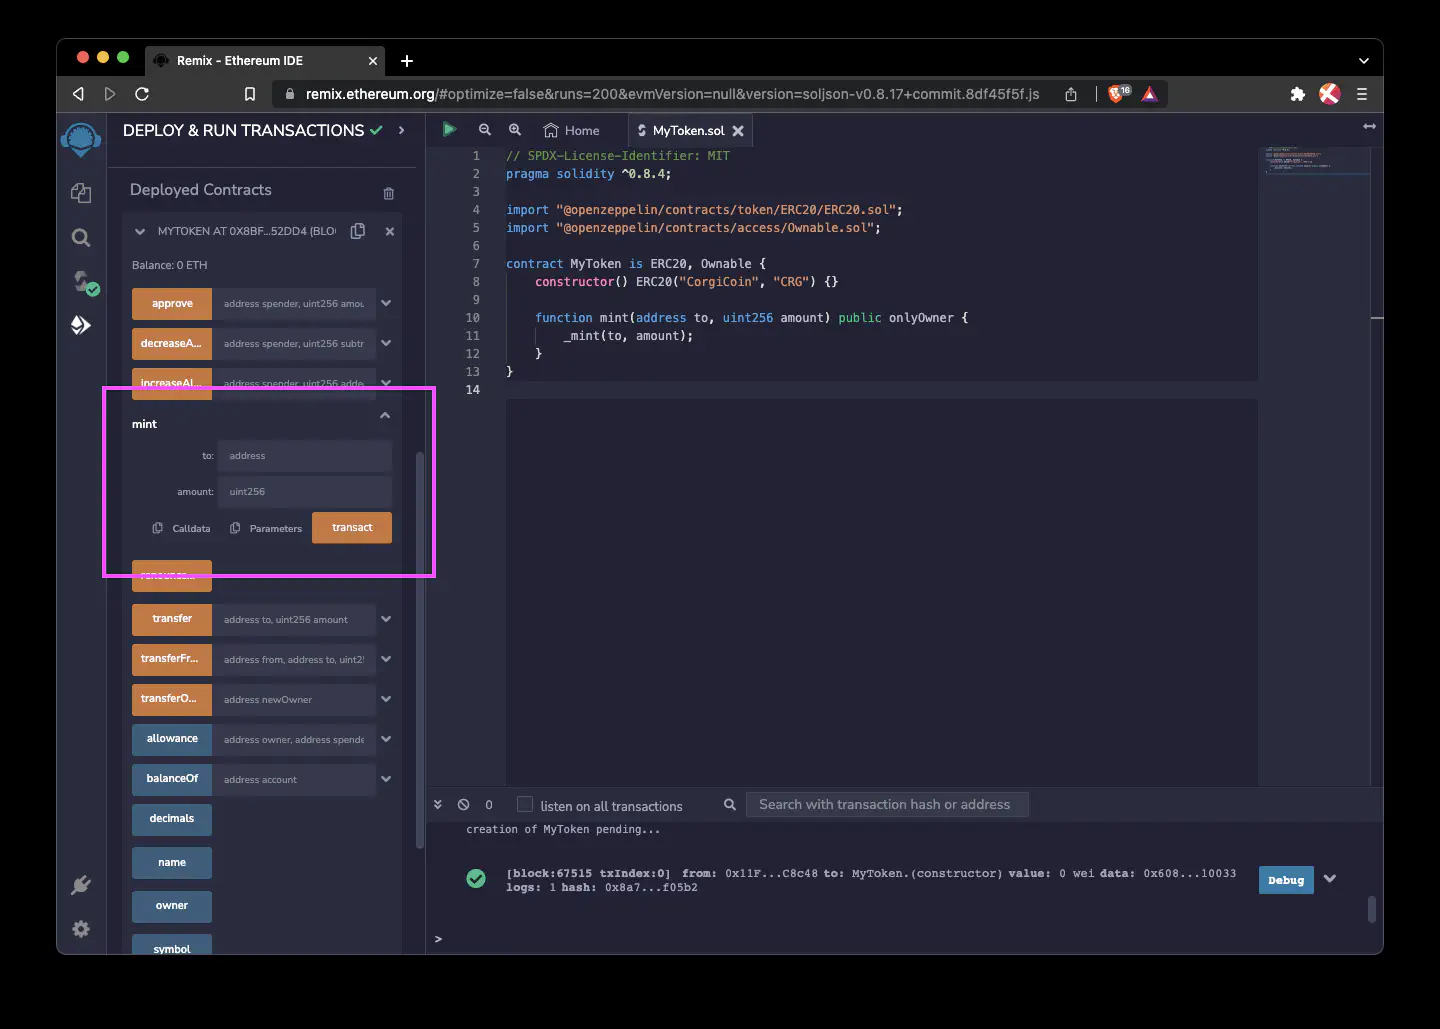 Remix - Ethereum IDE
remix.ethereum.org/#optimize=false&runs=200&evmVersion=null&version=soljson-v0.8.17+commit.8df45f5f.js
16
DEPLOY & RUN TRANSACTIONS
Home
MyToken.sol
Deployed Contracts
MYTOKEN AT 0X8BF...52DD4 (BLO
Balance: 0 ETH
approve address spender, uint256 amou
decreaseA... address spender, uint256 subtr
increaseAl... address spender, uint256 adde
mint
to: address
amount: uint256
Calldata Parameters transact
transfer address to, uint256 amount
transferFr... address from, address to, uint25
transferO... address newOwner
allowance address owner, address spende
balanceOf address account
decimals
name
owner
symbol
1 // SPDX-License-Identifier: MIT
2 pragma solidity ^0.8.4;
3
4 import "@openzeppelin/contracts/token/ERC20/ERC20.sol";
5 import "@openzeppelin/contracts/access/Ownable.sol";
6
7 contract MyToken is ERC20, Ownable {
8 constructor() ERC20("CorgiCoin", "CRG") {}
9
10 function mint(address to, uint256 amount) public onlyOwner {
11 _mint(to, amount);
12 }
13 }
14
0 listen on all transactions Search with transaction hash or address
creation of MyToken pending...
[block:67515 txIndex:0] from: 0x11F...C8c48 to: MyToken.(constructor) value: 0 wei data: 0x608...10033
logs: 1 hash: 0x8a7...f05b2
Debug
>